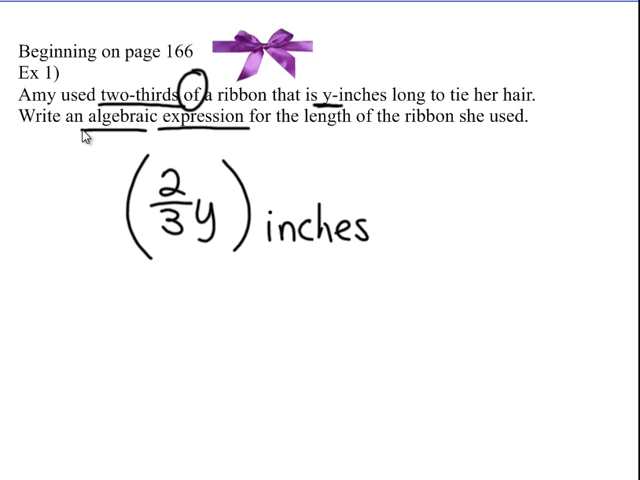 Beginning on page 166
Ex 1)
Amy used two-thirds of a ribbon that is y-inches long to tie her hair.
Write an algebraic expression for the length of the ribbon she used.
(2/3 y) inches